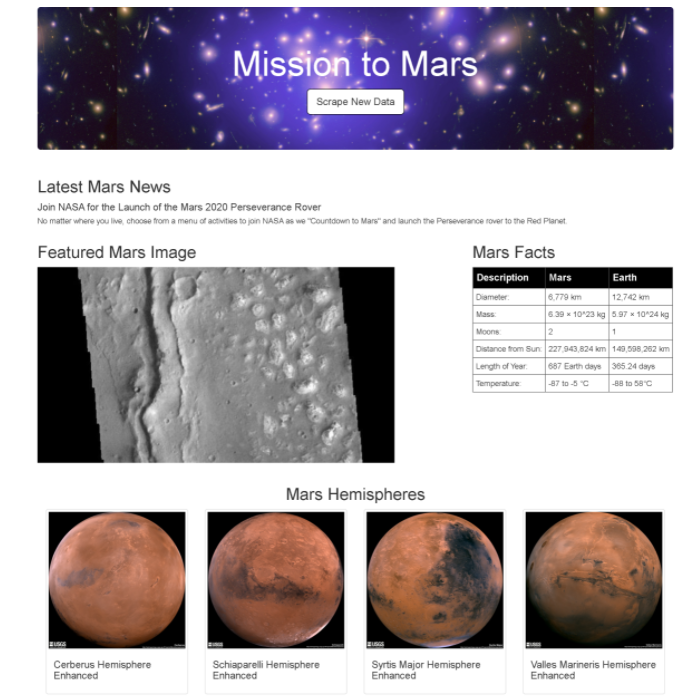 Mission to Mars
Scrape New Data
Latest Mars News
Join NASA for the Launch of the Mars 2020 Perseverance Rover
No matter where you live, choose from a menu of activities to join NASA as we "Countdown to Mars" and launch the Perseverance rover to the Red Planet.
Featured Mars Image
Mars Facts
Description Mars Earth
Diameter: 6,779 km 12,742 km
Mass: 6.39 × 10^23 kg 5.97 × 10^24 kg
Moons: 2 1
Distance from Sun: 227,943,824 km 149,598,262 km
Length of Year: 687 Earth days 365.24 days
Temperature: -87 to -5 °C -88 to 58°C
Mars Hemispheres
USGS
USGS
USGS
USGS
Cerberus Hemisphere
Enhanced
Schiaparelli Hemisphere
Enhanced
Syrtis Major Hemisphere
Enhanced
Valles Marineris Hemisphere
Enhanced